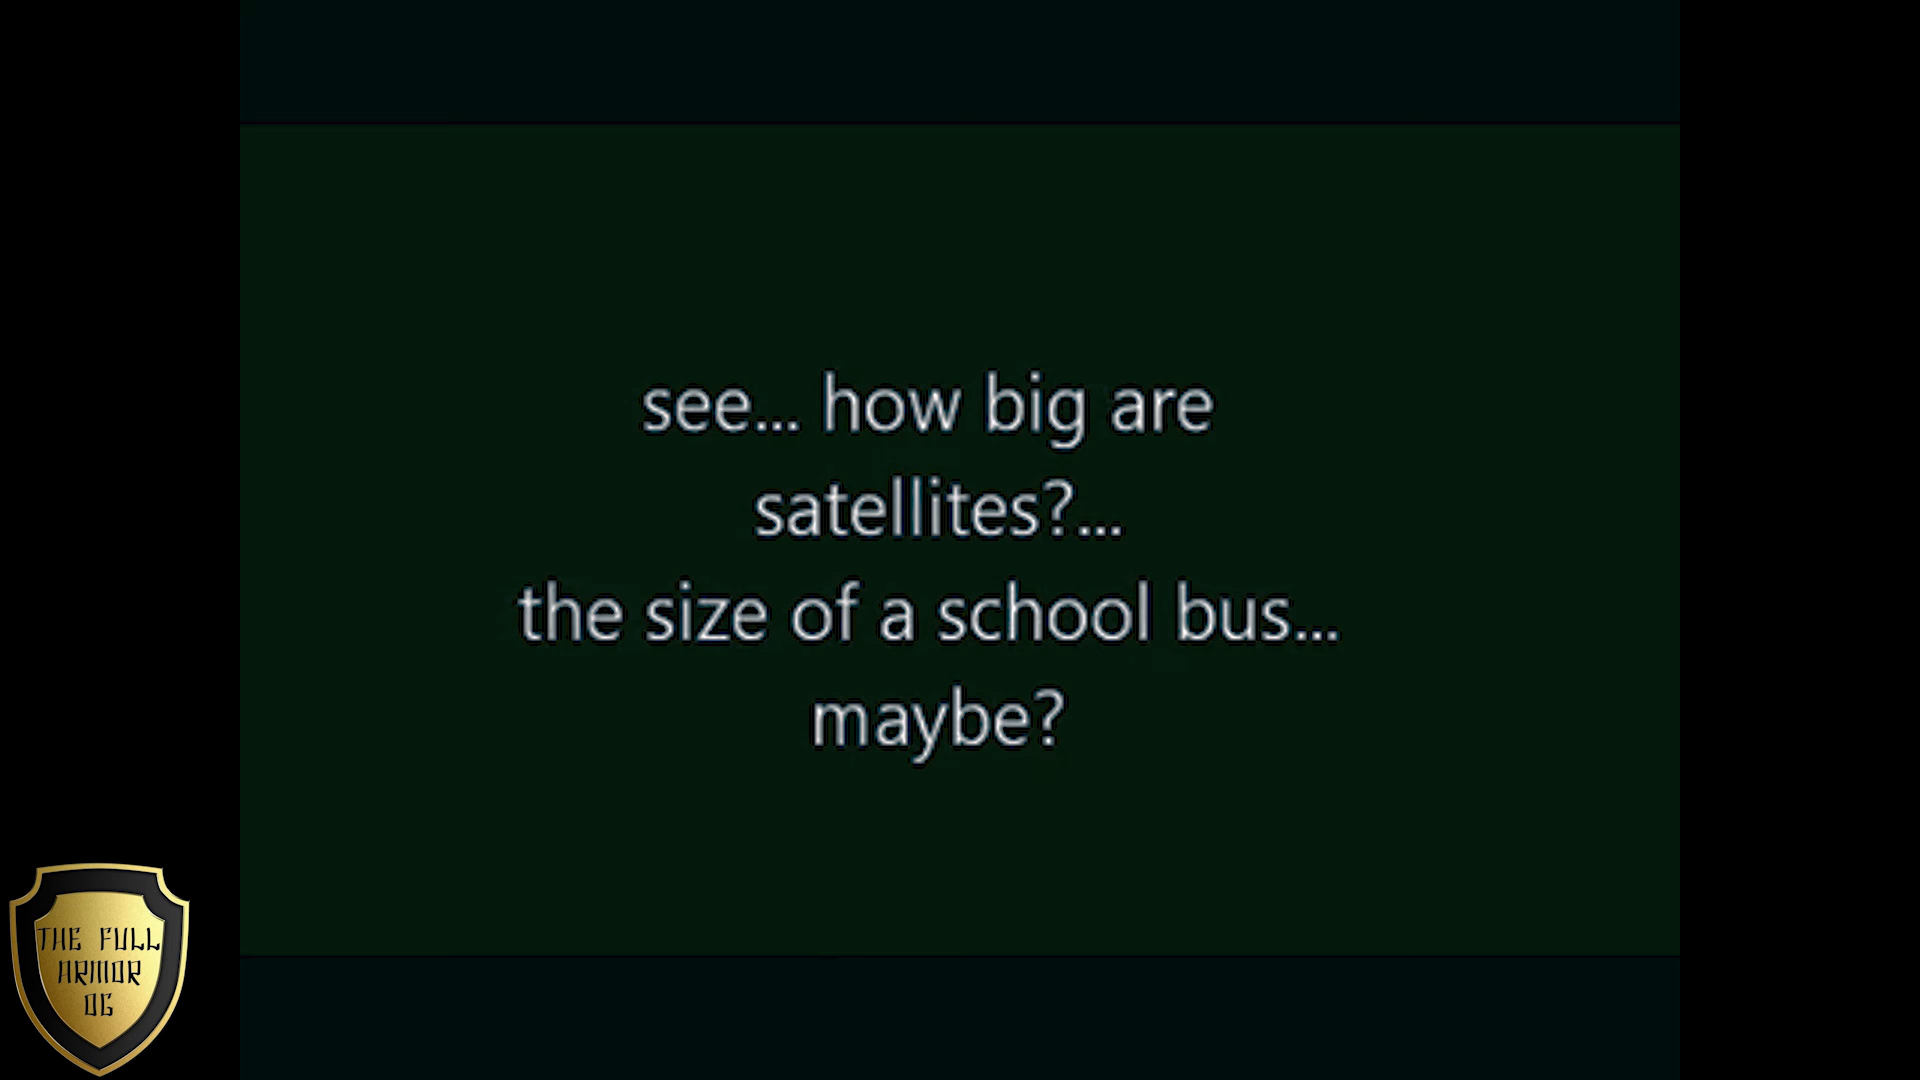 see... how big are
satellites?...
the size of a school bus...
maybe?
THE FULL
ARMOR
OG